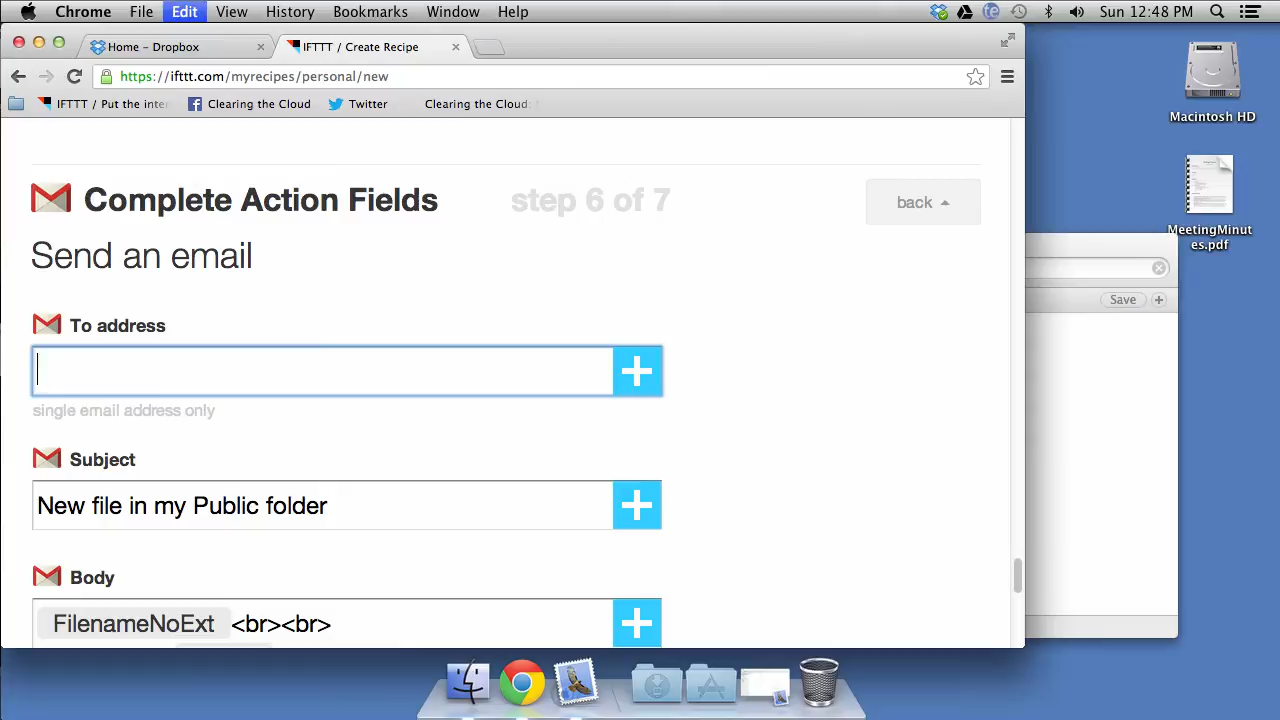 Chrome File Edit View History Bookmarks Window Help Sun 12:48 PM
Home – Dropbox IFTTT / Create Recipe
https://ifttt.com/myrecipes/personal/new
IFTTT / Put the inter Clearing the Cloud Twitter Clearing the Cloud:
Macintosh HD
Complete Action Fields step 6 of 7 back
MeetingMinut
es.pdf
Send an email
Save
To address
single email address only
Subject
New file in my Public folder
Body
FilenameNoExt <br><br>